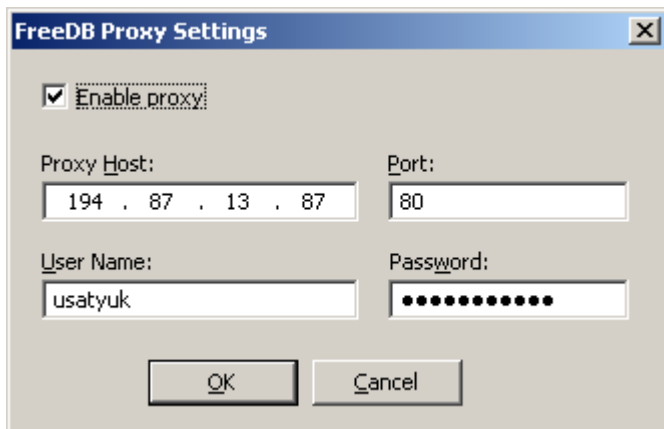 FreeDB Proxy Settings
Enable proxy
Proxy Host: Port:
194 . 87 . 13 . 87 80
User Name: Password:
usatyuk ●●●●●●●●●●●
OK Cancel